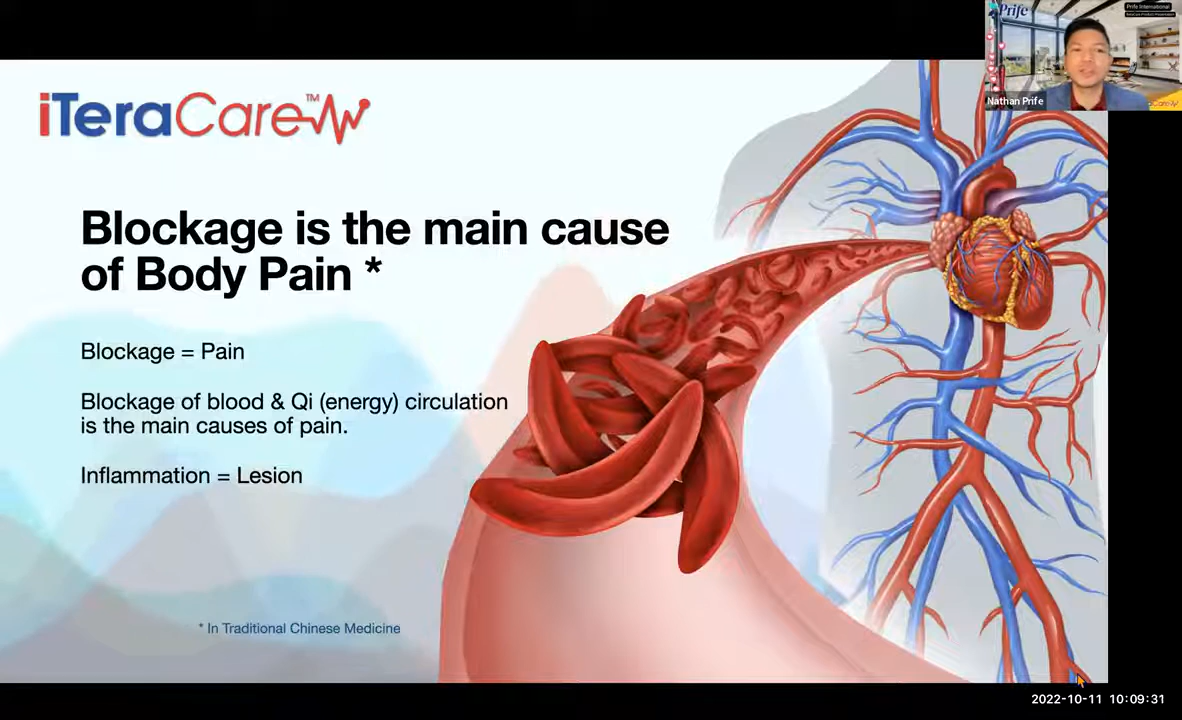 Prife
Prife International
Nathan Prife
iTeraCare™
Blockage is the main cause
of Body Pain *
Blockage = Pain
Blockage of blood & Qi (energy) circulation
is the main causes of pain.
Inflammation = Lesion
* In Traditional Chinese Medicine
2022-10-11 10:09:31